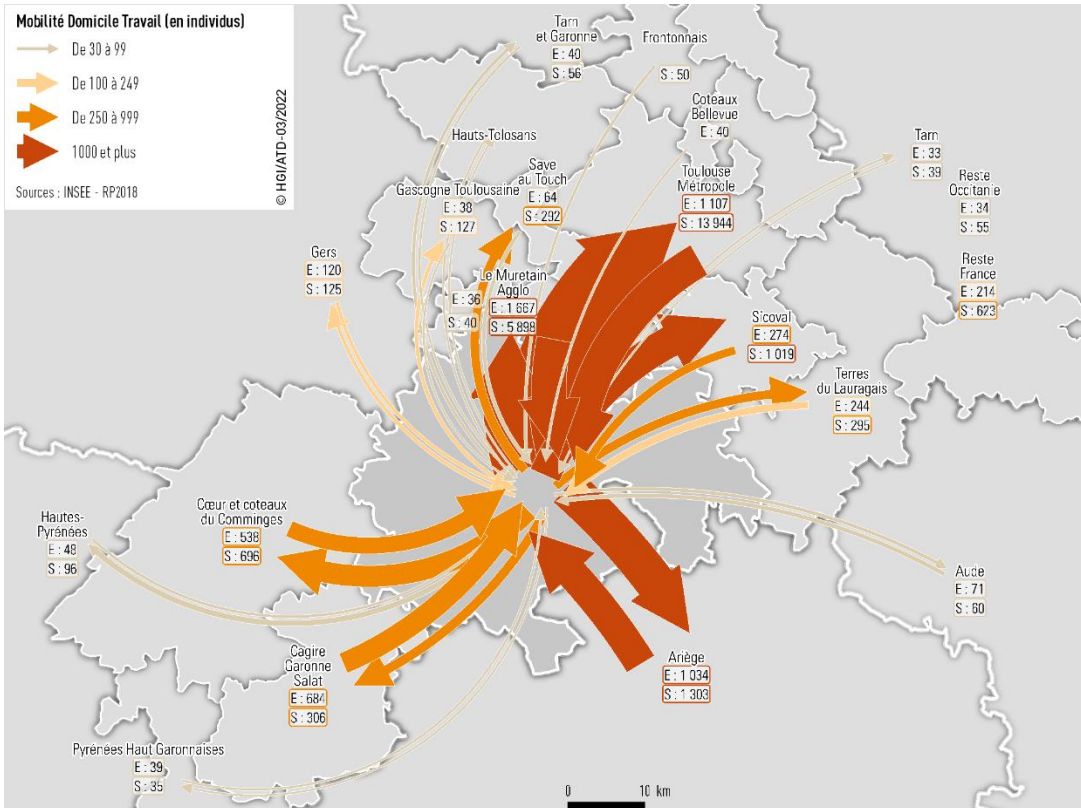 Mobilité Domicile Travail (en individus)
De 30 à 99
De 100 à 249
De 250 à 999
1000 et plus
Sources : INSEE - RP2018
© HGI/ATD-03/2022
Tarn
et Garonne
E : 40
S : 56
Frontonnais
S : 50
Coteaux
Bellevue
E : 40
Hauts-Tolosans
E : 36
S : 40
Tarn
E : 33
S : 39
Save
au Touch
E : 64
S : 292
Toulouse
Métropole
E : 1 107
S : 13 944
Reste
Occitanie
E : 34
S : 55
Gascogne Toulousaine
E : 38
S : 127
Gers
E : 120
S : 125
Le Muretain
Agglo
E : 1 667
S : 5 898
Reste
France
E : 214
S : 623
Sicoval
E : 274
S : 1 019
Terres
du Lauragais
E : 244
S : 295
Cœur et coteaux
du Comminges
E : 538
S : 696
Hautes-
Pyrénées
E : 48
S : 96
Aude
E : 71
S : 60
Cagire
Garonne
Salat
E : 684
S : 306
Ariège
E : 1 034
S : 1 303
Pyrénées Haut Garonnaises
E : 39
S : 35
0 10 km